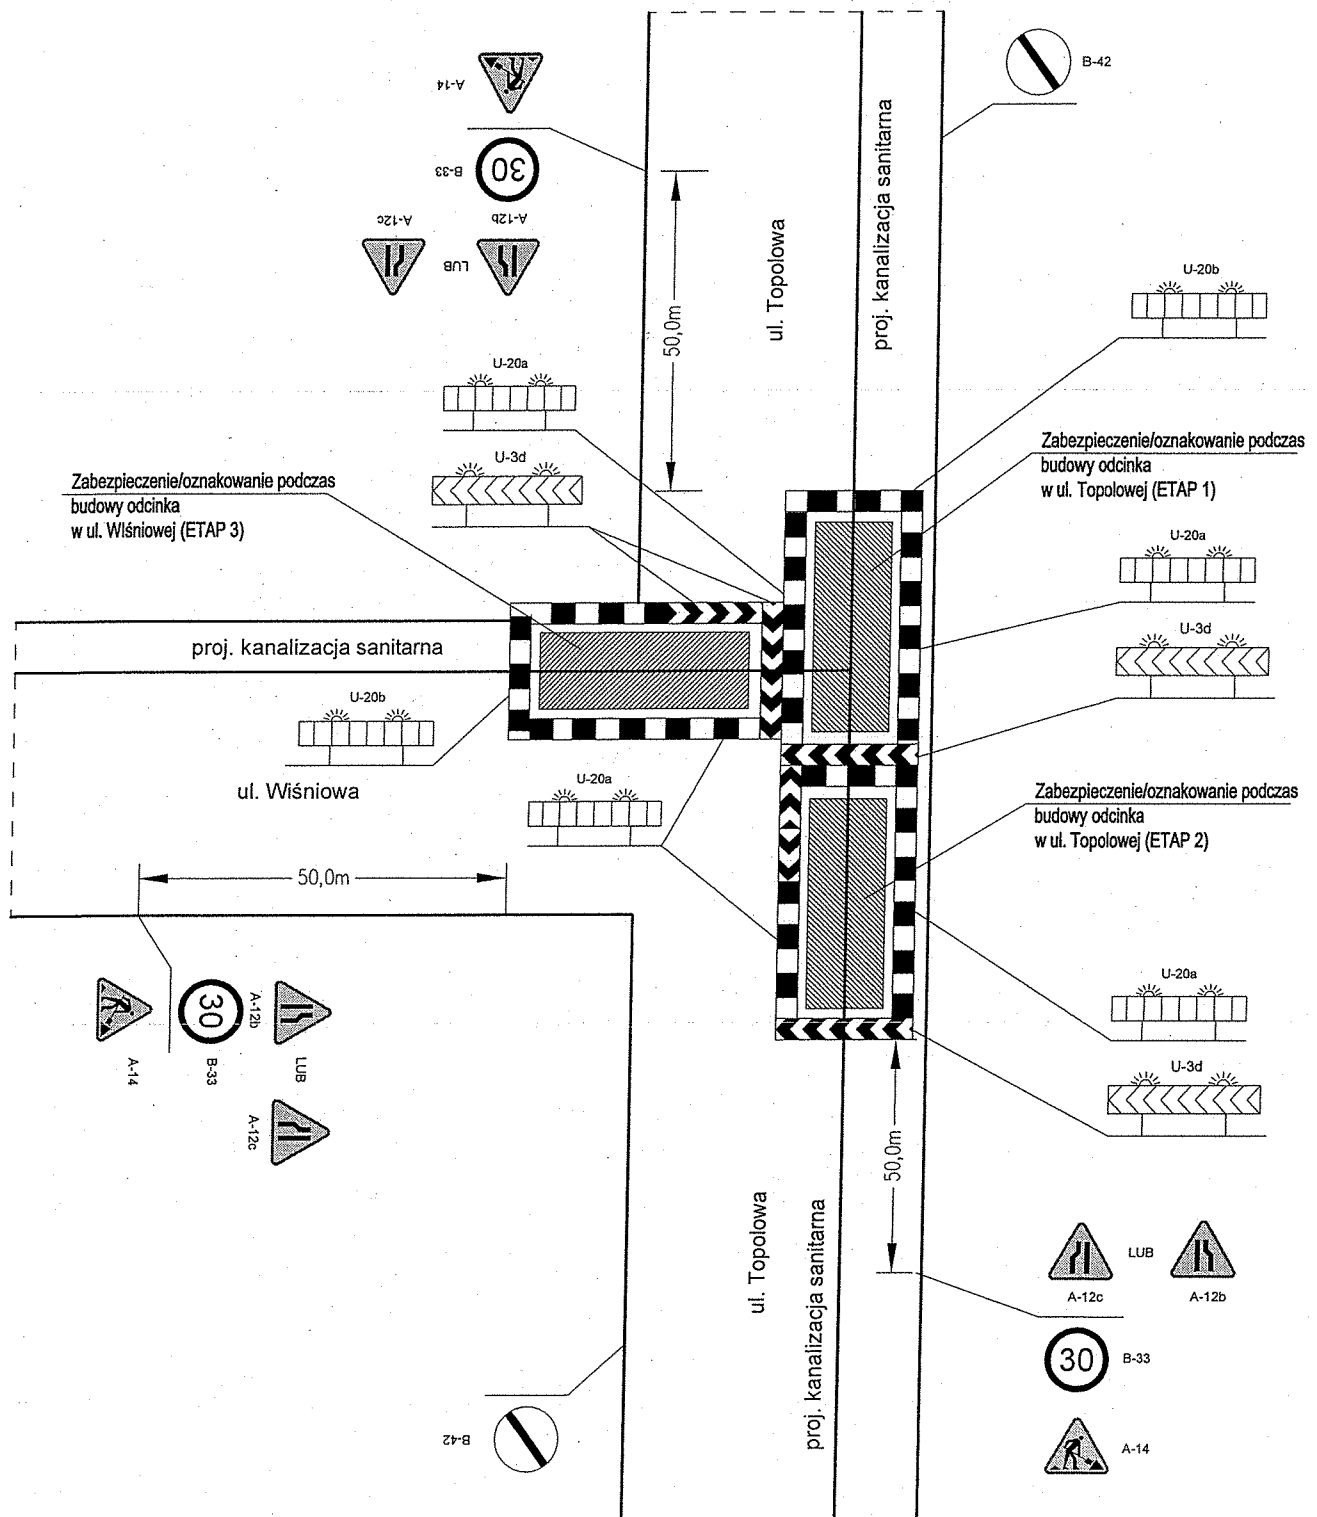 B-42
A-14
30
B-33
A-12c
A-12b
LUB
ul. Topolowa
proj. kanalizacja sanitarna
50,0m
U-20b
U-20a
U-3d
Zabezpieczenie/oznakowanie podczas
budowy odcinka
w ul. Topolowej (ETAP 1)
Zabezpieczenie/oznakowanie podczas
budowy odcinka
w ul. WIśniowej (ETAP 3)
U-20a
U-3d
proj. kanalizacja sanitarna
U-20b
ul. Wiśniowa
U-20a
Zabezpieczenie/oznakowanie podczas
budowy odcinka
w ul. Topolowej (ETAP 2)
50,0m
U-20a
U-3d
A-14
30
B-33
A-12b
LUB
A-12c
50,0m
ul. Topolowa
proj. kanalizacja sanitarna
LUB
A-12c
A-12b
30
B-33
A-14
B-42